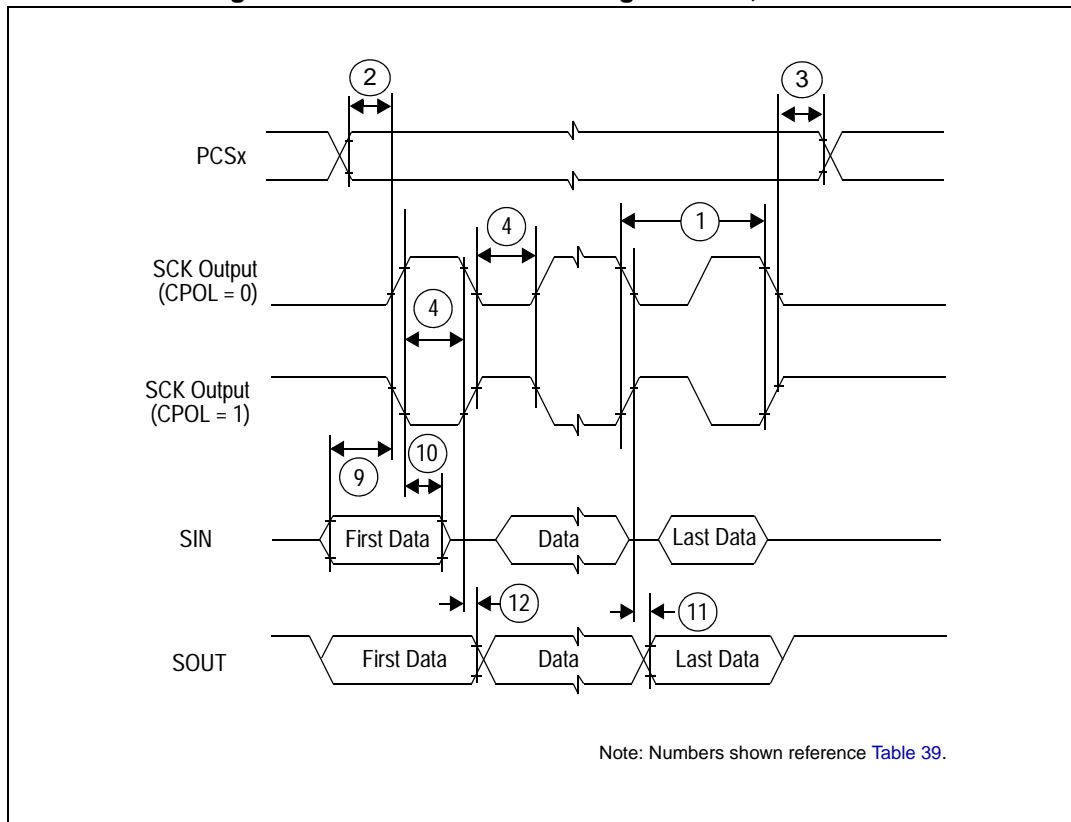 2
3
PCSx
4
1
SCK Output
(CPOL = 0)
4
SCK Output
(CPOL = 1)
9
10
SIN
First Data
Data
Last Data
12
11
SOUT
First Data
Data
Last Data
Note: Numbers shown reference Table 39.